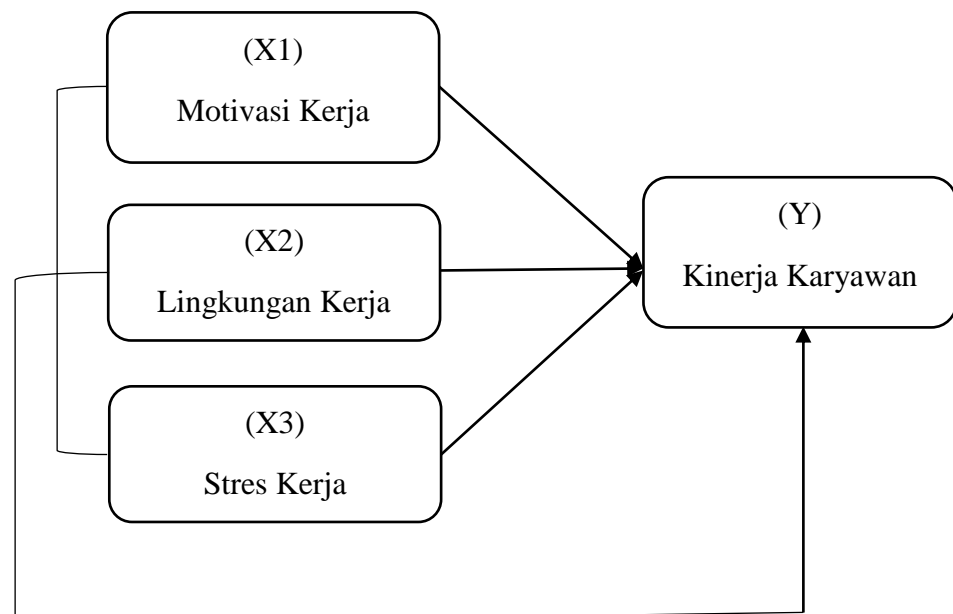 (X1)
Motivasi Kerja
(X2)
Lingkungan Kerja
(X3)
Stres Kerja
(Y)
Kinerja Karyawan